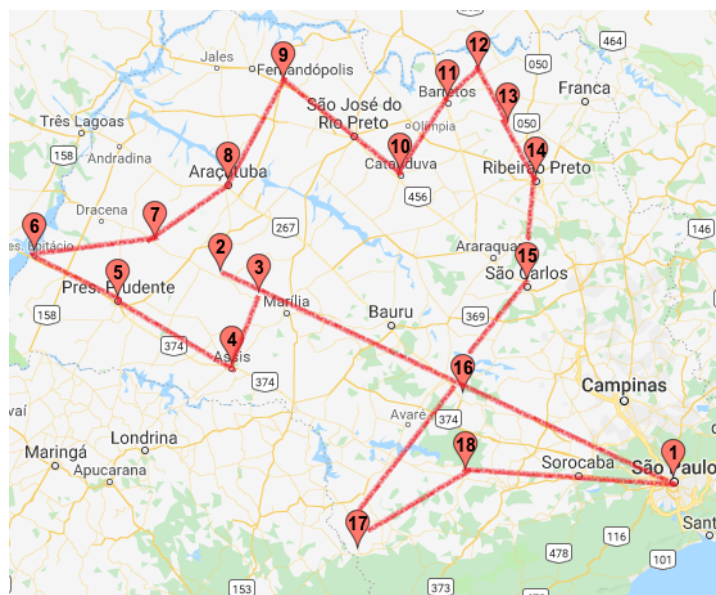 464
12
9
Jales
Fernandópolis
11
050
Franca
Barretos
13
São José do
Rio Preto
Três Lagoas
Olímpia
050
10
14
158
Andradina
8
Catanduva
Ribeirão Preto
Araçatuba
456
7
Dracena
6
267
146
2
Araraquara
15
5
3
São Carlos
Pres. Prudente
Marília
158
Bauru
369
4
374
Assis
16
374
Campinas
Avaré
374
18
Londrina
1
Maringá
Sorocaba
São Paulo
Apucarana
17
116
Sant
478
101
153
373